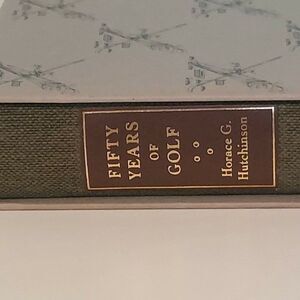 FIFTY
YEARS
OF
GOLF
Horace G.
Hutchinson